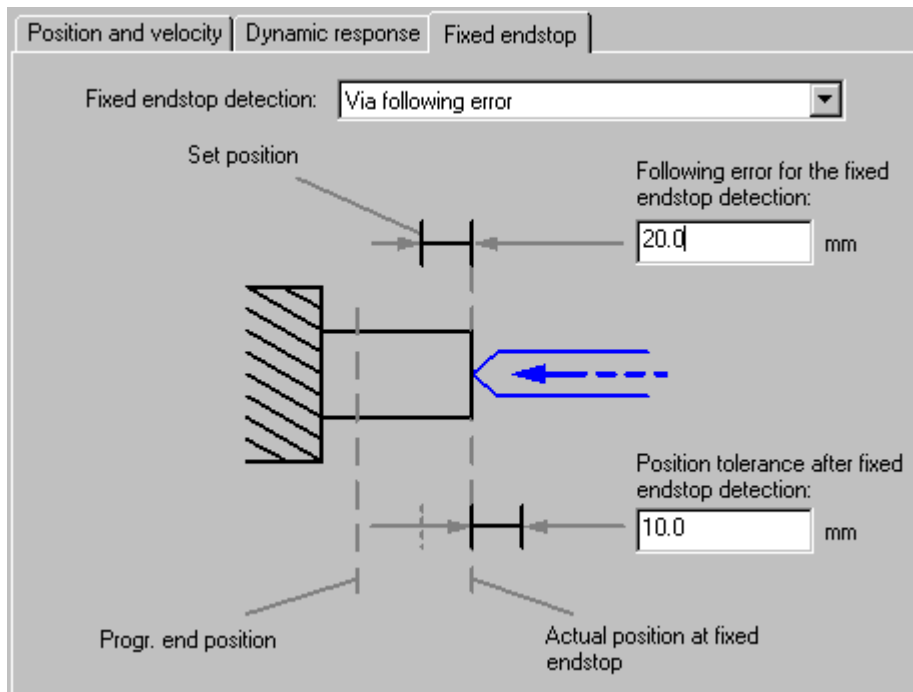 Position and velocity
Dynamic response
Fixed endstop
Fixed endstop detection:
Via following error
Set position
Following error for the fixed
endstop detection:
20.0
mm
Position tolerance after fixed
endstop detection:
10.0
mm
Progr. end position
Actual position at fixed
endstop